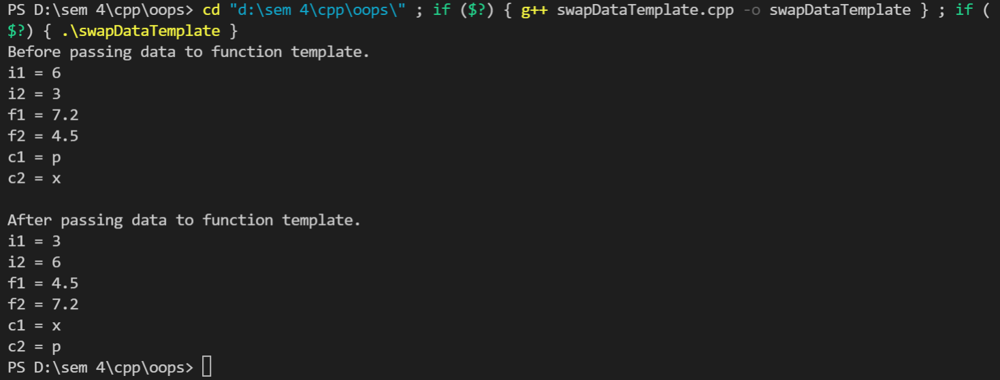 PS D:\sem 4\cpp\oops> cd "d:\sem 4\cpp\oops\" ; if ($?) { g++ swapDataTemplate.cpp -o swapDataTemplate } ; if (
$?) { .\swapDataTemplate }
Before passing data to function template.
i1 = 6
i2 = 3
f1 = 7.2
f2 = 4.5
c1 = p
c2 = x

After passing data to function template.
i1 = 3
i2 = 6
f1 = 4.5
f2 = 7.2
c1 = x
c2 = p
PS D:\sem 4\cpp\oops>